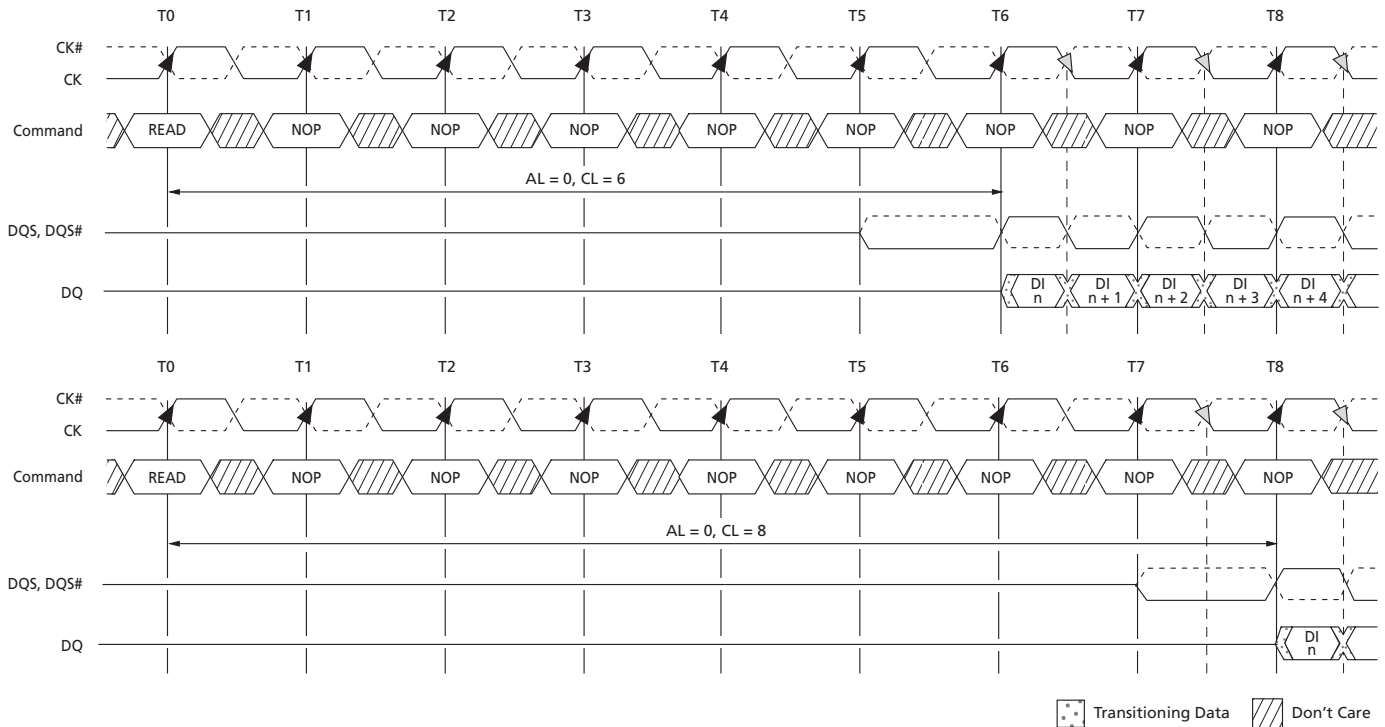 T0 T1 T2 T3 T4 T5 T6 T7 T8
CK#
CK
Command READ NOP NOP NOP NOP NOP NOP NOP NOP
AL = 0, CL = 6
DQS, DQS#
DQ DI n DI n + 1 DI n + 2 DI n + 3 DI n + 4
T0 T1 T2 T3 T4 T5 T6 T7 T8
CK#
CK
Command READ NOP NOP NOP NOP NOP NOP NOP NOP
AL = 0, CL = 8
DQS, DQS#
DQ DI n
Transitioning Data Don't Care